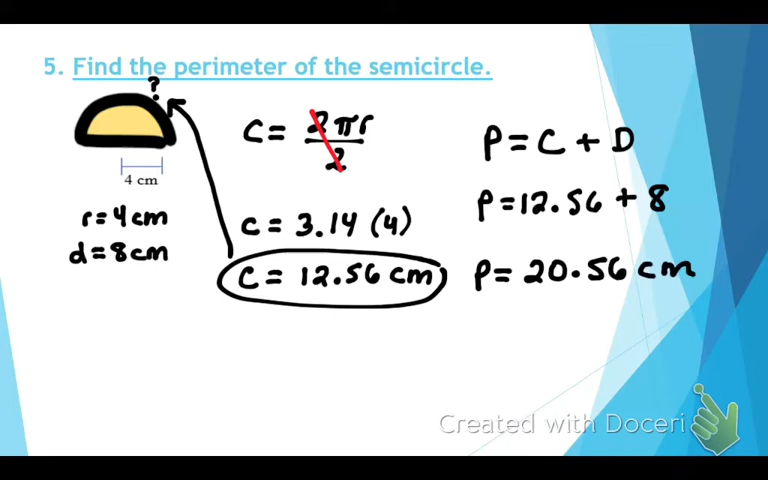 5. Find the perimeter of the semicircle.
?
4 cm
r = 4cm
d = 8cm
C = 2πr / 2
C = 3.14 (4)
C = 12.56 cm
P = C + D
P = 12.56 + 8
P = 20.56 cm
Created with Doceri